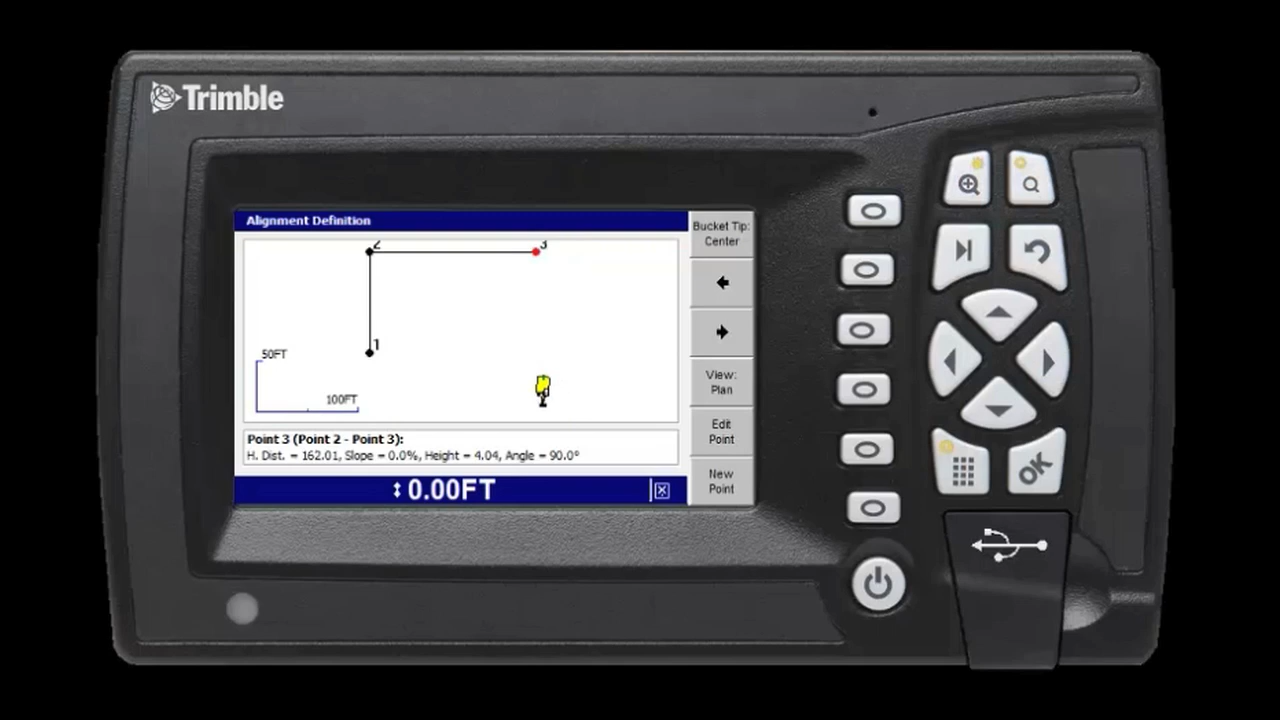 Trimble
Alignment Definition
Bucket Tip:
Center
2
3
1
50FT
100FT
View:
Plan
Edit
Point
Point 3 (Point 2 - Point 3):
H. Dist. = 162.01, Slope = 0.0%, Height = 4.04, Angle = 90.0°
New
Point
0.00FT
OK